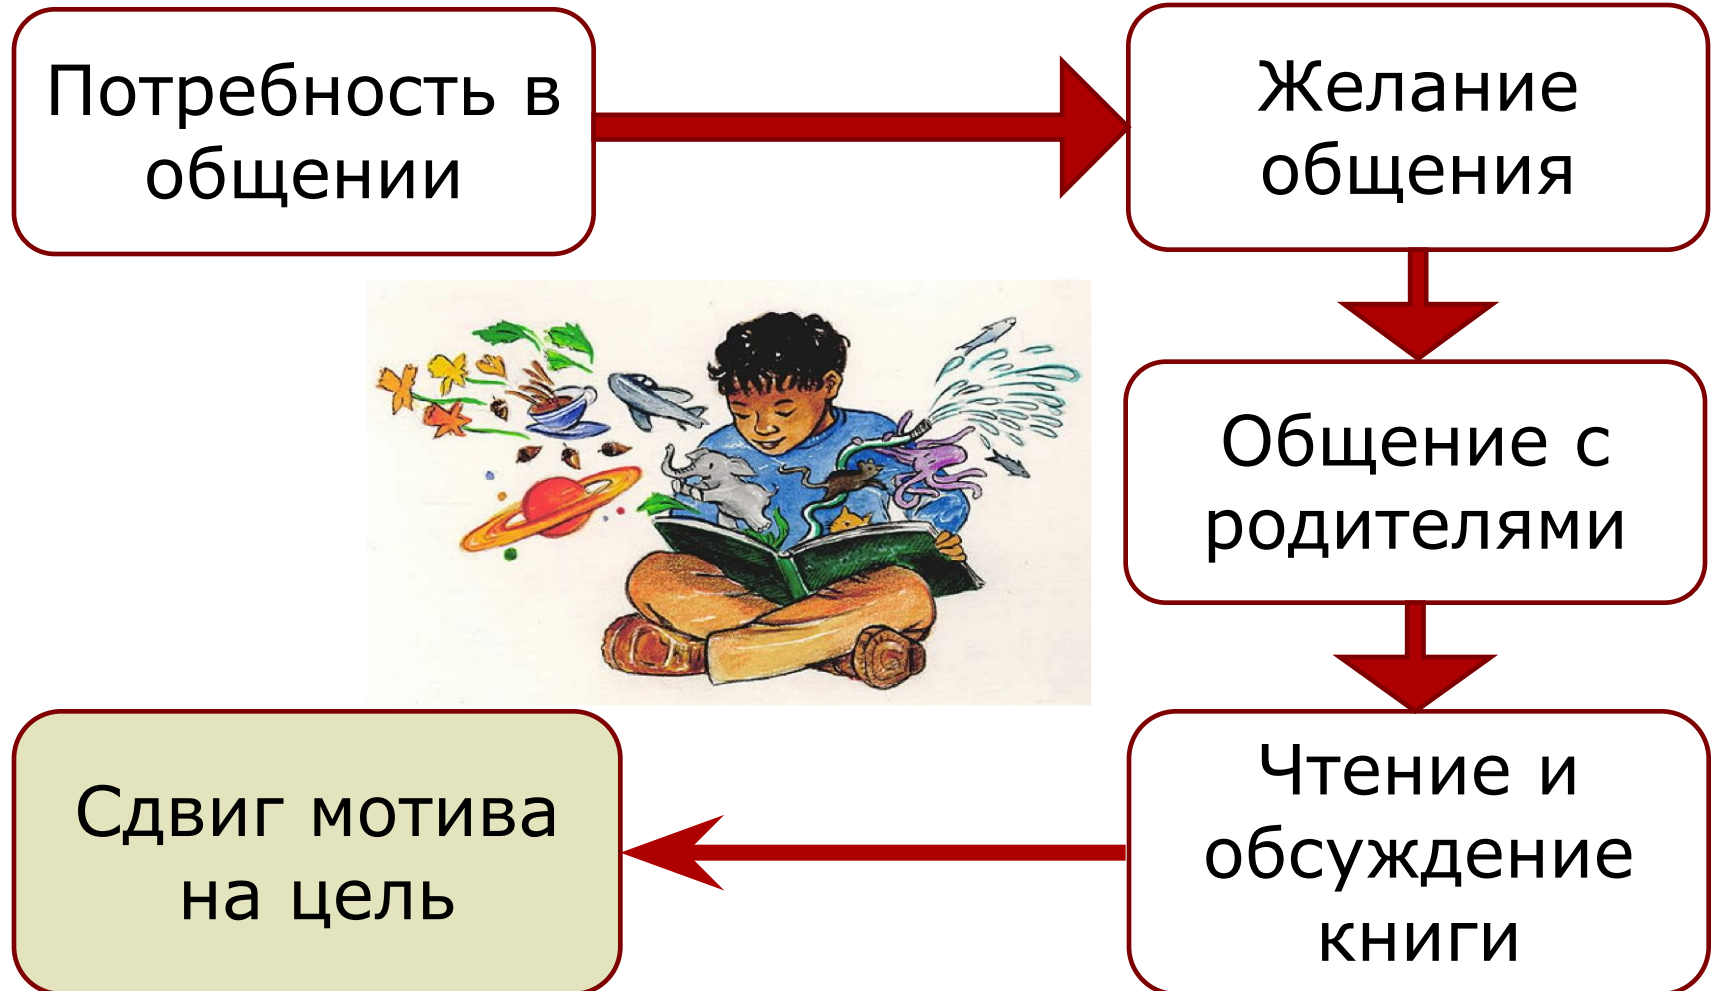 Потребность в
общении
Желание
общения
Общение с
родителями
Чтение и
обсуждение
книги
Сдвиг мотива
на цель